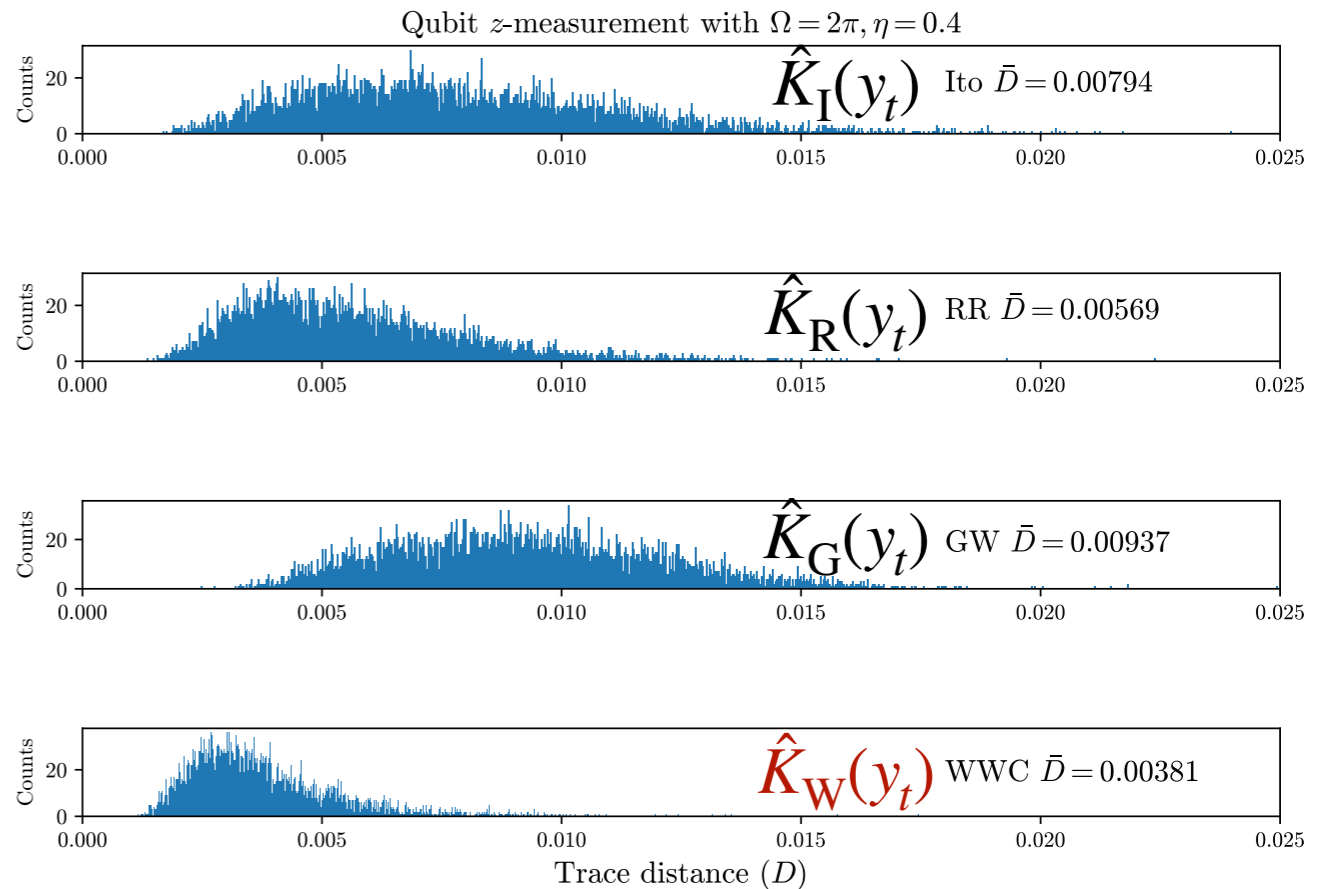 Qubit z-measurement with Ω = 2π, η = 0.4
Counts
20
0
K̂_I(y_t) Ito D̄ = 0.00794
0.000 0.005 0.010 0.015 0.020 0.025
Counts
20
0
K̂_R(y_t) RR D̄ = 0.00569
0.000 0.005 0.010 0.015 0.020 0.025
Counts
20
0
K̂_G(y_t) GW D̄ = 0.00937
0.000 0.005 0.010 0.015 0.020 0.025
Counts
20
0
K̂_W(y_t) WWC D̄ = 0.00381
0.000 0.005 0.010 0.015 0.020 0.025
Trace distance (D)